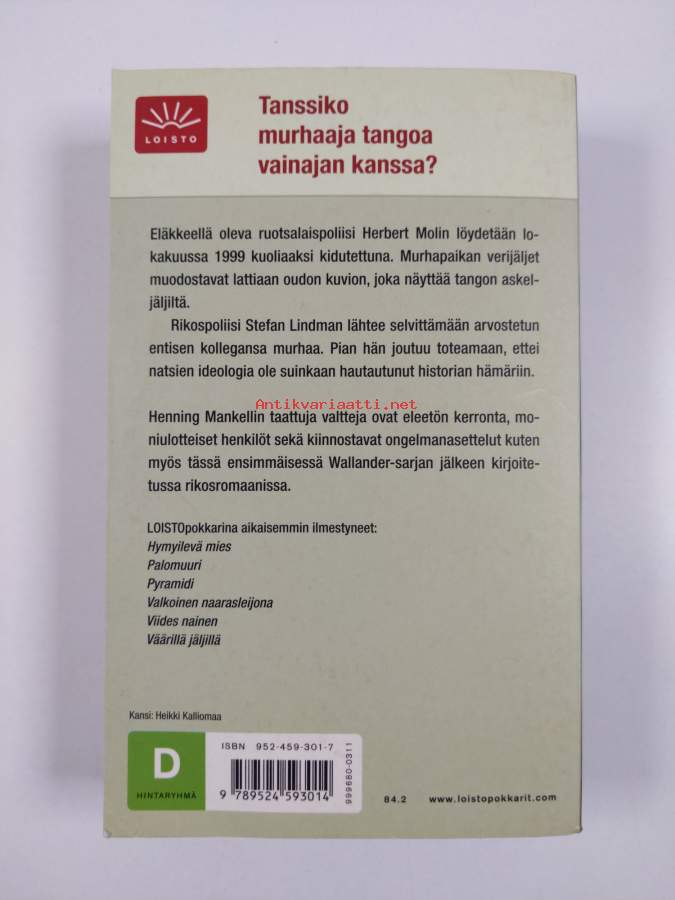 LOISTO
Tanssiko
murhaaja tangoa
vainajan kanssa?
Eläkkeellä oleva ruotsalaispoliisi Herbert Molin löydetään lo-
kakuussa 1999 kuoliaaksi kidutettuna. Murhapaikan verijäljet
muodostavat lattiaan oudon kuvion, joka näyttää tangon askel-
jäljiltä.
Rikospoliisi Stefan Lindman lähtee selvittämään arvostetun
entisen kollegansa murhaa. Pian hän joutuu toteamaan, ettei
natsien ideologia ole suinkaan hautautunut historian hämäriin.
Antikvariaatti.net
Henning Mankellin taattuja valtteja ovat eleetön kerronta, mo-
niulotteiset henkilöt sekä kiinnostavat ongelmanasettelut kuten
myös tässä ensimmäisessä Wallander-sarjan jälkeen kirjoite-
tussa rikosromaanissa.
LOISTOpokkarina aikaisemmin ilmestyneet:
Hymyilevä mies
Palomuuri
Pyramidi
Valkoinen naarasleijona
Viides nainen
Väärillä jäljillä
Kansi: Heikki Kalliomaa
D
HINTARYHMÄ
ISBN 952-459-301-7
9 789524 593014
999680-0311
84.2 www.loistopokkarit.com